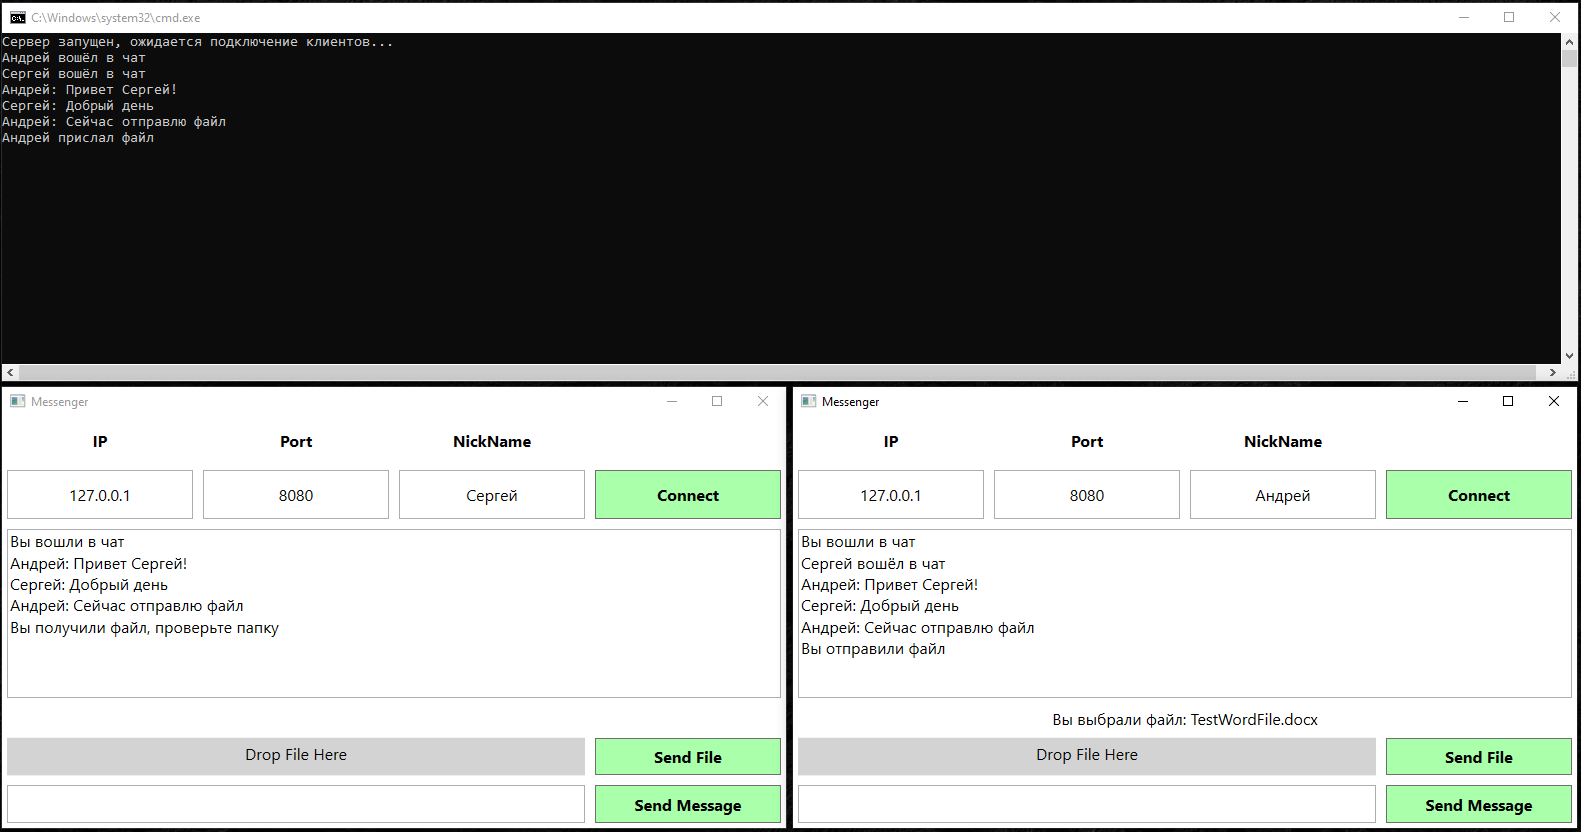 C:\Windows\system32\cmd.exe
Сервер запущен, ожидается подключение клиентов...
Андрей вошёл в чат
Сергей вошёл в чат
Андрей: Привет Сергей!
Сергей: Добрый день
Андрей: Сейчас отправлю файл
Андрей прислал файл
Messenger
IP Port NickName
127.0.0.1 8080 Сергей Connect
Вы вошли в чат
Андрей: Привет Сергей!
Сергей: Добрый день
Андрей: Сейчас отправлю файл
Вы получили файл, проверьте папку
Drop File Here Send File
Send Message
Messenger
IP Port NickName
127.0.0.1 8080 Андрей Connect
Вы вошли в чат
Сергей вошёл в чат
Андрей: Привет Сергей!
Сергей: Добрый день
Андрей: Сейчас отправлю файл
Вы отправили файл
Вы выбрали файл: TestWordFile.docx
Drop File Here Send File
Send Message